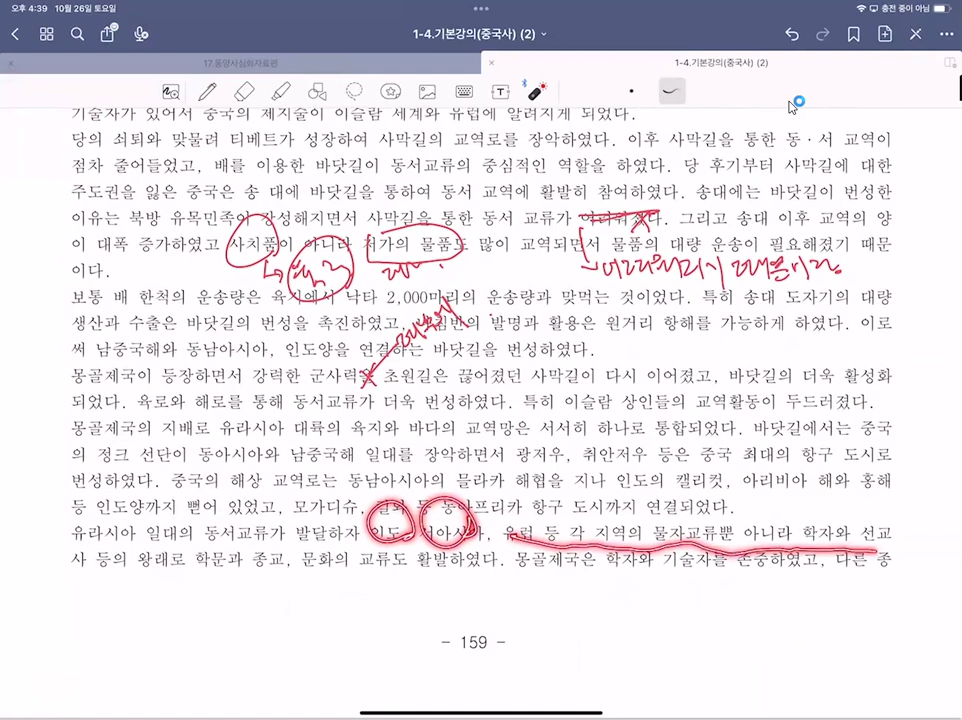 오후 4:39 10월 26일 토요일
충전 중이 아님
1-4.기본강의(중국사) (2)
17.동양사심화자료편
1-4.기본강의(중국사) (2)
기술자가 있어서 중국의 제지술이 이슬람 세계와 유럽에 알려지게 되었다.
당의 쇠퇴와 맞물려 티베트가 성장하여 사막길의 교역로를 장악하였다. 이후 사막길을 통한 동·서 교역이
점차 줄어들었고, 배를 이용한 바닷길이 동서교류의 중심적인 역할을 하였다. 당 후기부터 사막길에 대한
주도권을 잃은 중국은 송 대에 바닷길을 통하여 동서 교역에 활발히 참여하였다. 송대에는 바닷길이 번성한
이유는 북방 유목민족이 강성해지면서 사막길을 통한 동서 교류가 어려워졌다. 그리고 송대 이후 교역의 양
이 대폭 증가하였고 사치품이 아니라 저가의 물품도 많이 교역되면서 물품의 대량 운송이 필요해졌기 때문
이다.
보통 배 한척의 운송량은 육지에서 낙타 2,000마리의 운송량과 맞먹는 것이었다. 특히 송대 도자기의 대량
생산과 수출은 바닷길의 번성을 촉진하였고, 나침반의 발명과 활용은 원거리 항해를 가능하게 하였다. 이로
써 남중국해와 동남아시아, 인도양을 연결하는 바닷길을 번성하였다.
몽골제국이 등장하면서 강력한 군사력을 초원길은 끊어졌던 사막길이 다시 이어졌고, 바닷길의 더욱 활성화
되었다. 육로와 해로를 통해 동서교류가 더욱 번성하였다. 특히 이슬람 상인들의 교역활동이 두드러졌다.
몽골제국의 지배로 유라시아 대륙의 육지와 바다의 교역망은 서서히 하나로 통합되었다. 바닷길에서는 중국
의 정크 선단이 동아시아와 남중국해 일대를 장악하면서 광저우, 취안저우 등은 중국 최대의 항구 도시로
번성하였다. 중국의 해상 교역로는 동남아시아의 믈라카 해협을 지나 인도의 캘리컷, 아리비아 해와 홍해
등 인도양까지 뻗어 있었고, 모가디슈, 킬와 등 동아프리카 항구 도시까지 연결되었다.
유라시아 일대의 동서교류가 발달하자 인도, 서아시아, 유럽 등 각 지역의 물자교류뿐 아니라 학자와 선교
사 등의 왕래로 학문과 종교, 문화의 교류도 활발하였다. 몽골제국은 학자와 기술자를 존중하였고, 다른 종
- 159 -